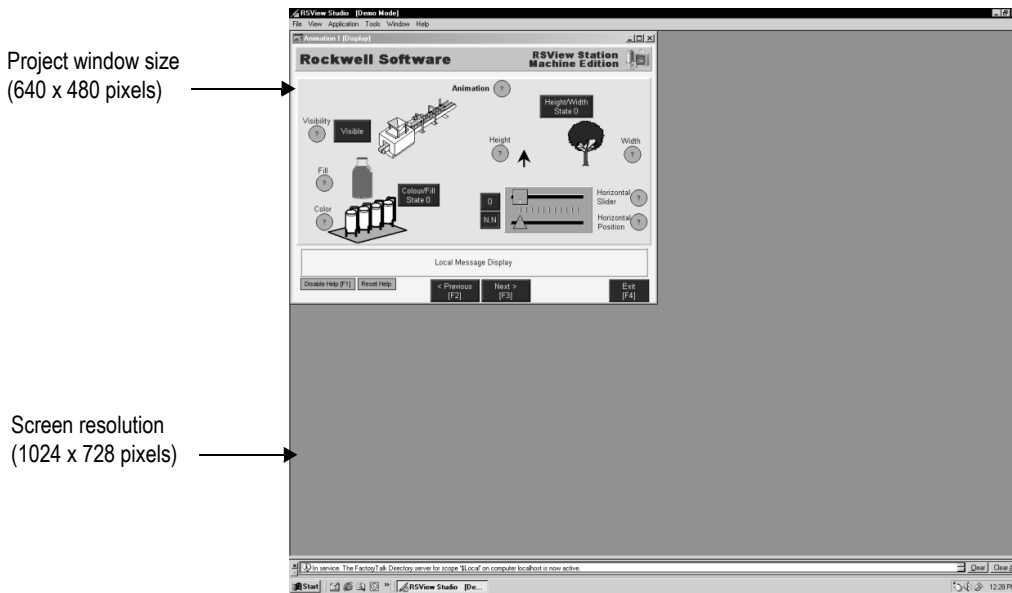 RSView Studio [Demo Mode]
File View Application Tools Window Help
Animation I (Display)
Rockwell Software
RSView Station
Machine Edition
Project window size
(640 x 480 pixels)
Animation ?
Height/Width
State 0
Visibility
?
Visible
Height
?
Width
?
Fill
?
Colour/Fill
State 0
Color
?
0
N.N
Horizontal
Slider
?
Horizontal
Position
?
Local Message Display
Disable Help [F1]
Reset Help
< Previous
[F2]
Next >
[F3]
Exit
[F4]
Screen resolution
(1024 x 728 pixels)
In service. The FactoryTalk Directory server for scope '$Local' on computer localhost is now active.
Clear
Clear
Start
»
RSView Studio [De...
12:28 P